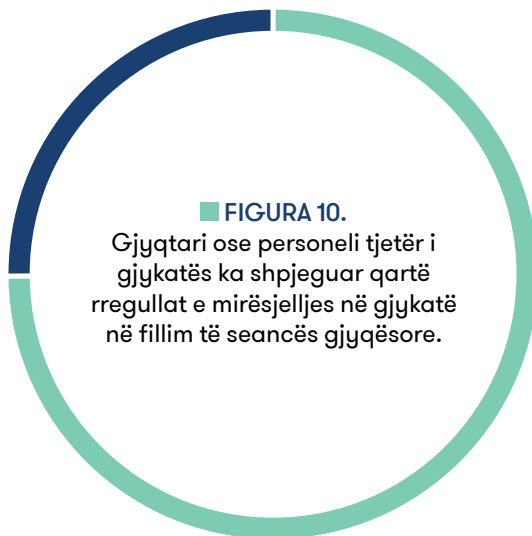 FIGURA 10.
Gjyqtari ose personeli tjetër i
gjykatës ka shpjeguar qartë
rregullat e mirësjelljes në gjykatë
në fillim të seancës gjyqësore.